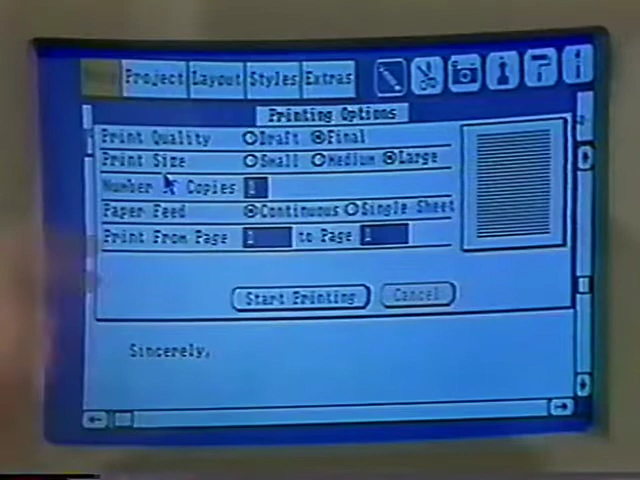 Project Layout Styles Extras
Printing Options
Print Quality Draft Final
Print Size Small Medium Large
Number Copies 1
Paper Feed Continuous Single Sheet
Print From Page 1 to Page 1
Start Printing Cancel
Sincerely,